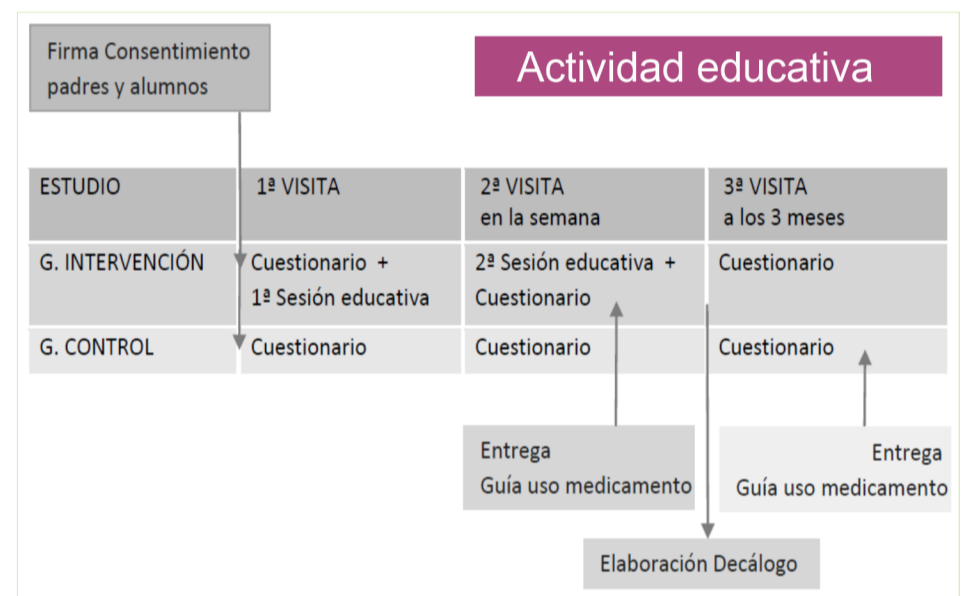 Firma Consentimiento
padres y alumnos
Actividad educativa
ESTUDIO
1ª VISITA
2ª VISITA
en la semana
3ª VISITA
a los 3 meses
G. INTERVENCIÓN
Cuestionario +
1ª Sesión educativa
2ª Sesión educativa +
Cuestionario
Cuestionario
G. CONTROL
Cuestionario
Cuestionario
Cuestionario
Entrega
Guía uso medicamento
Entrega
Guía uso medicamento
Elaboración Decálogo